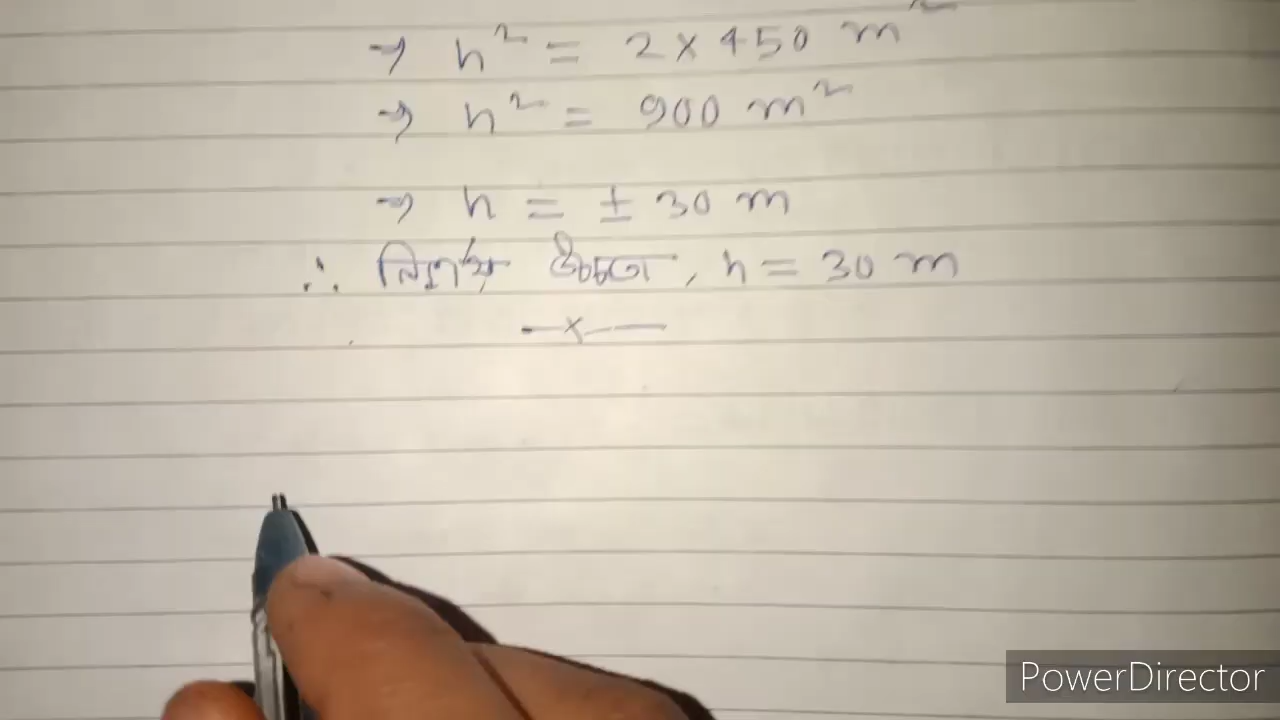 → h² = 2 × 450 m²
→ h² = 900 m²
→ h = ± 30 m
∴ নির্ণেয় উচ্চতা, h = 30 m
—x—
PowerDirector